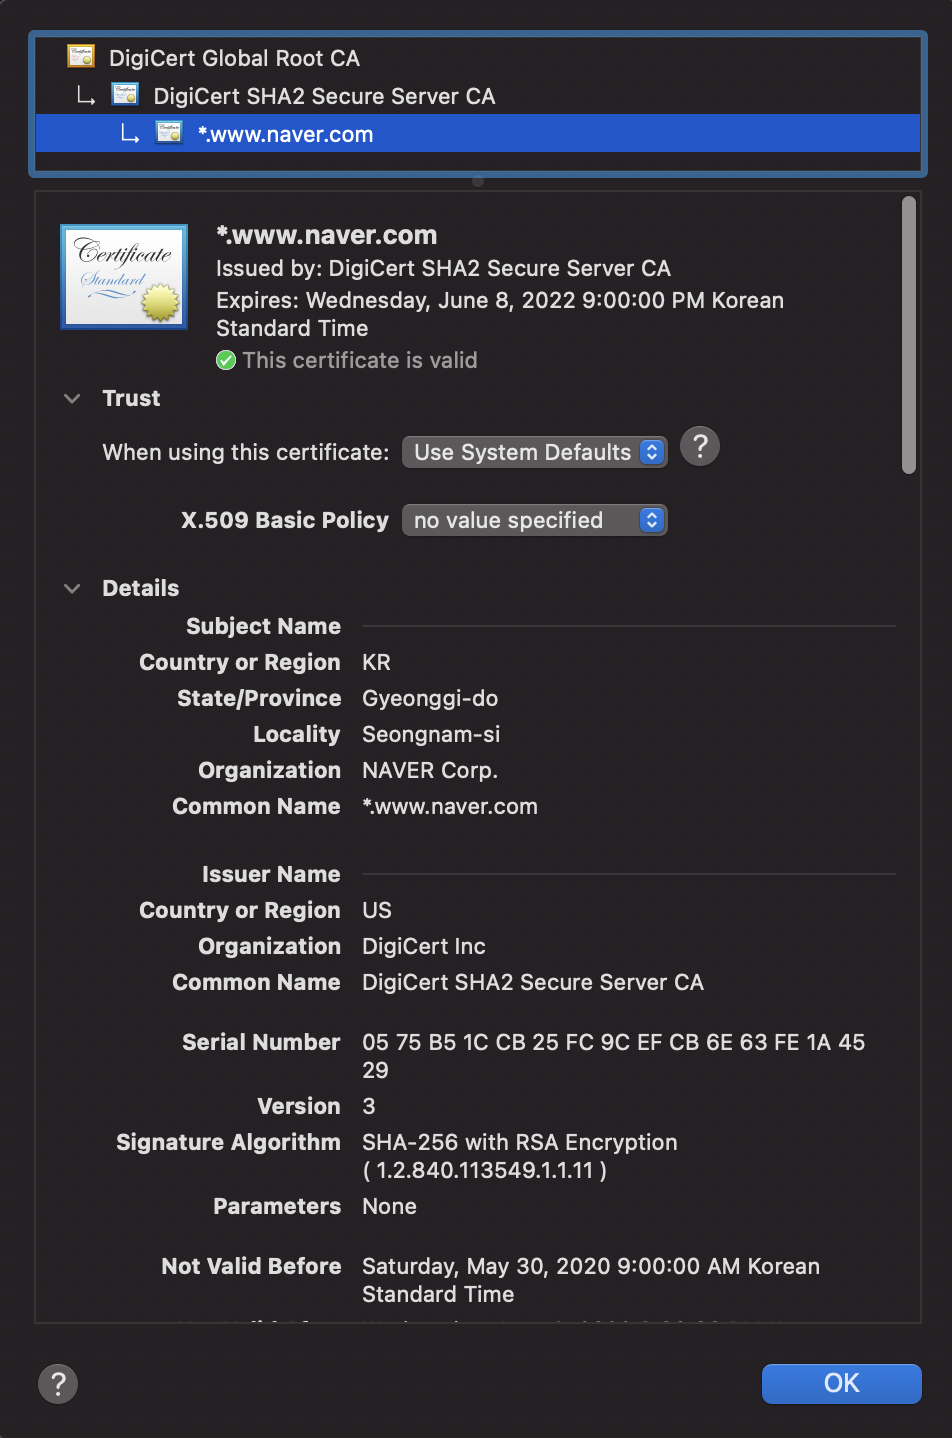 DigiCert Global Root CA
DigiCert SHA2 Secure Server CA
*.www.naver.com
Certificate
Standard
*.www.naver.com
Issued by: DigiCert SHA2 Secure Server CA
Expires: Wednesday, June 8, 2022 9:00:00 PM Korean
Standard Time
This certificate is valid
Trust
When using this certificate: Use System Defaults ?
X.509 Basic Policy no value specified
Details
Subject Name
Country or Region KR
State/Province Gyeonggi-do
Locality Seongnam-si
Organization NAVER Corp.
Common Name *.www.naver.com
Issuer Name
Country or Region US
Organization DigiCert Inc
Common Name DigiCert SHA2 Secure Server CA
Serial Number 05 75 B5 1C CB 25 FC 9C EF CB 6E 63 FE 1A 45
29
Version 3
Signature Algorithm SHA-256 with RSA Encryption
( 1.2.840.113549.1.1.11 )
Parameters None
Not Valid Before Saturday, May 30, 2020 9:00:00 AM Korean
Standard Time
? OK